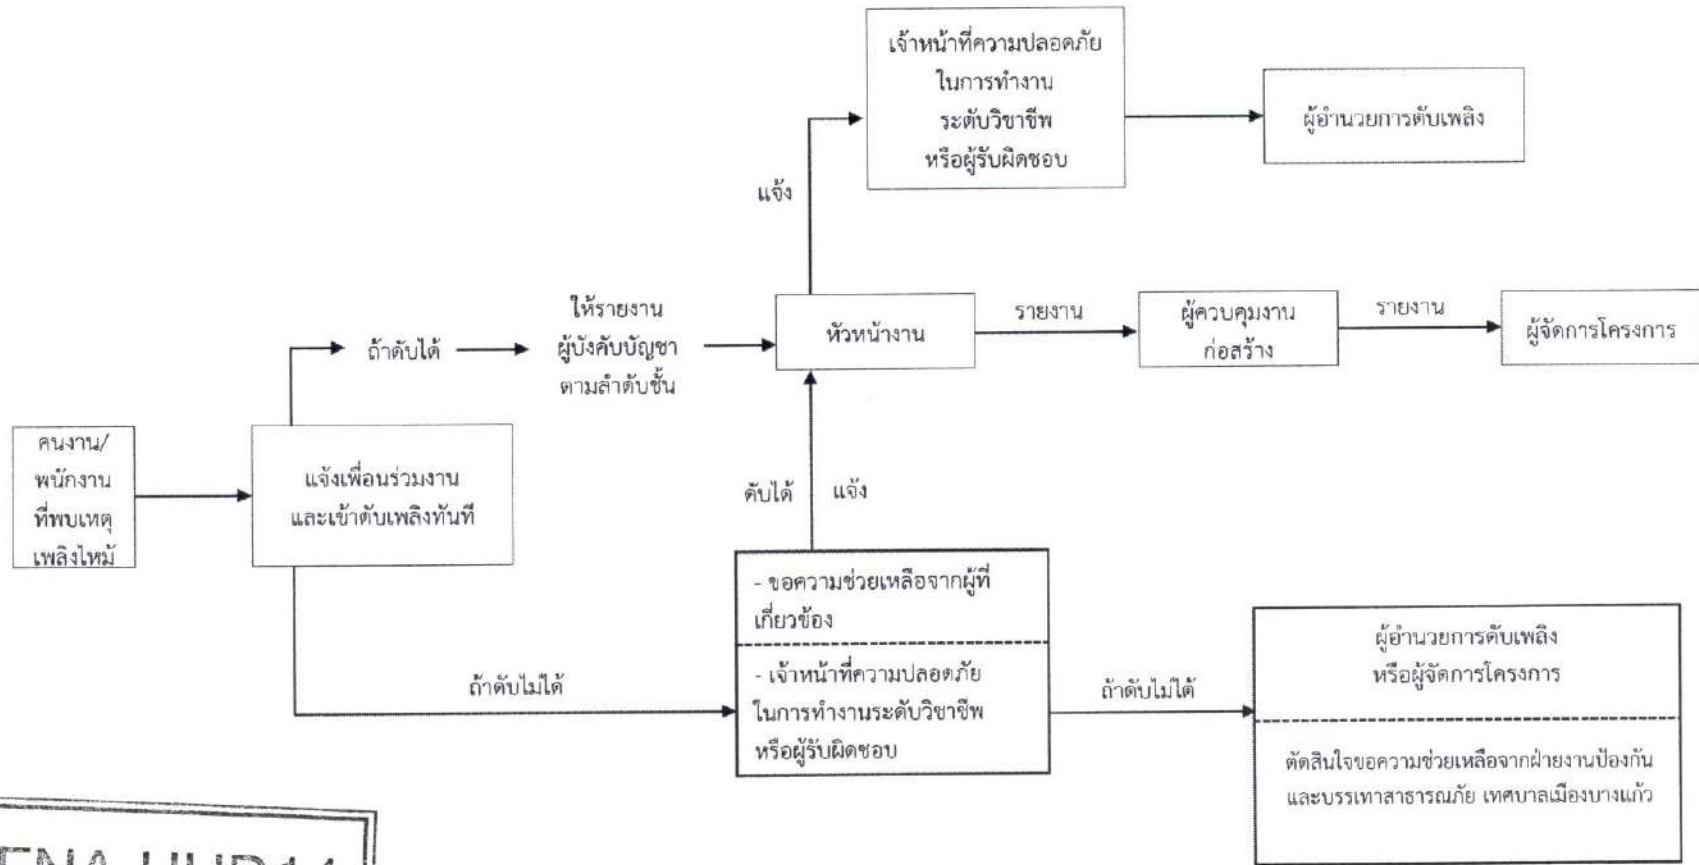 เจ้าหน้าที่ความปลอดภัย
ในการทำงาน
ระดับวิชาชีพ
หรือผู้รับผิดชอบ
ผู้อำนวยการดับเพลิง
แจ้ง
ให้รายงาน
ผู้บังคับบัญชา
ตามลำดับชั้น
ถ้าดับได้
หัวหน้างาน
รายงาน
ผู้ควบคุมงาน
ก่อสร้าง
รายงาน
ผู้จัดการโครงการ
คนงาน/
พนักงาน
ที่พบเหตุ
เพลิงไหม้
แจ้งเพื่อนร่วมงาน
และเข้าดับเพลิงทันที
ดับได้
แจ้ง
- ขอความช่วยเหลือจากผู้ที่
เกี่ยวข้อง
ถ้าดับไม่ได้
- เจ้าหน้าที่ความปลอดภัย
ในการทำงานระดับวิชาชีพ
หรือผู้รับผิดชอบ
ถ้าดับไม่ได้
ผู้อำนวยการดับเพลิง
หรือผู้จัดการโครงการ
ตัดสินใจขอความช่วยเหลือจากฝ่ายงานป้องกัน
และบรรเทาสาธารณภัย เทศบาลเมืองบางแก้ว